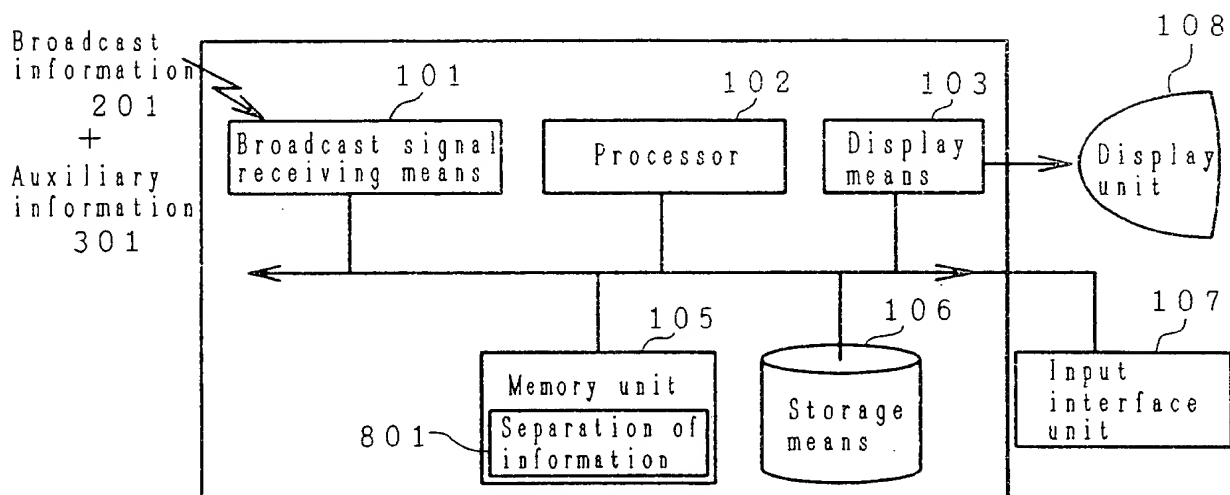 Broadcast
information
201
+
Auxiliary
information
301
101
Broadcast signal
receiving means
102
Processor
103
Display
means
108
Display
unit
105
Memory unit
801
Separation of
information
106
Storage
means
107
Input
interface
unit